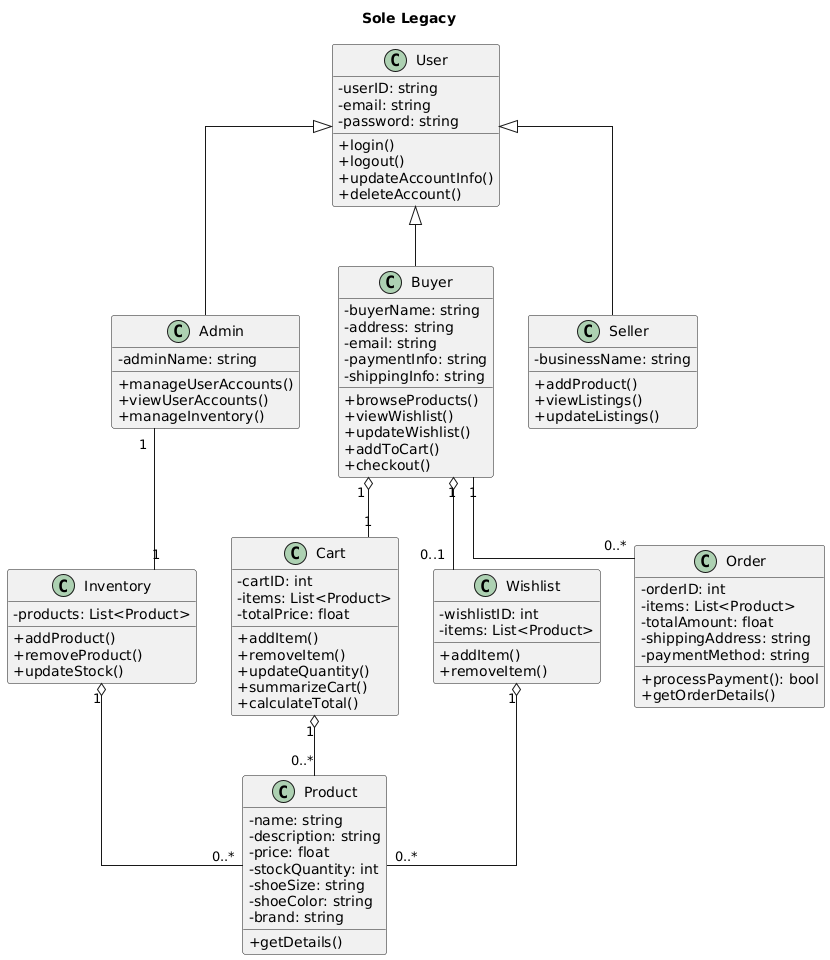 Sole Legacy
C User
-userID: string
-email: string
-password: string
+login()
+logout()
+updateAccountInfo()
+deleteAccount()
C Admin
-adminName: string
+manageUserAccounts()
+viewUserAccounts()
+manageInventory()
C Buyer
-buyerName: string
-address: string
-email: string
-paymentInfo: string
-shippingInfo: string
+browseProducts()
+viewWishlist()
+updateWishlist()
+addToCart()
+checkout()
C Seller
-businessName: string
+addProduct()
+viewListings()
+updateListings()
1
1
1
1
1
1
0..1
0..*
C Inventory
-products: List<Product>
+addProduct()
+removeProduct()
+updateStock()
C Cart
-cartID: int
-items: List<Product>
-totalPrice: float
+addItem()
+removeItem()
+updateQuantity()
+summarizeCart()
+calculateTotal()
C Wishlist
-wishlistID: int
-items: List<Product>
+addItem()
+removeItem()
C Order
-orderID: int
-items: List<Product>
-totalAmount: float
-shippingAddress: string
-paymentMethod: string
+processPayment(): bool
+getOrderDetails()
1
1
1
0..*
0..*
0..*
C Product
-name: string
-description: string
-price: float
-stockQuantity: int
-shoeSize: string
-shoeColor: string
-brand: string
+getDetails()